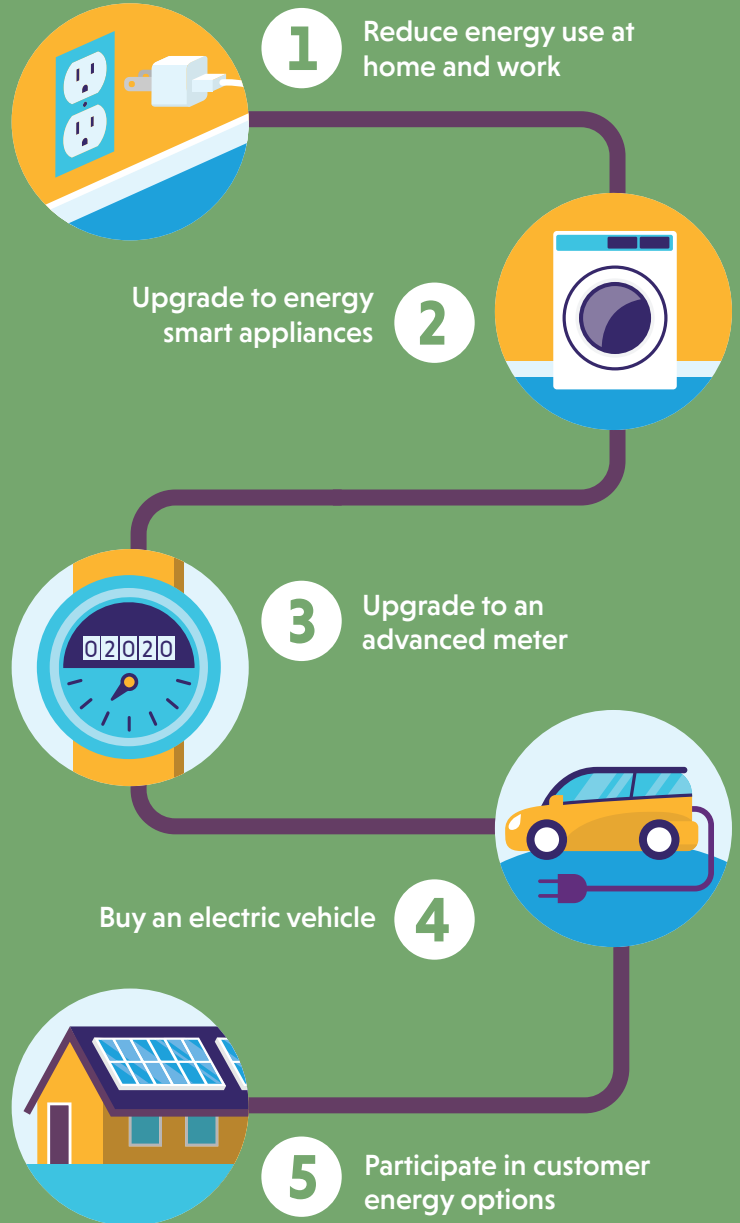 1
Reduce energy use at
home and work
Upgrade to energy
smart appliances
2
02020
3
Upgrade to an
advanced meter
Buy an electric vehicle
4
5
Participate in customer
energy options